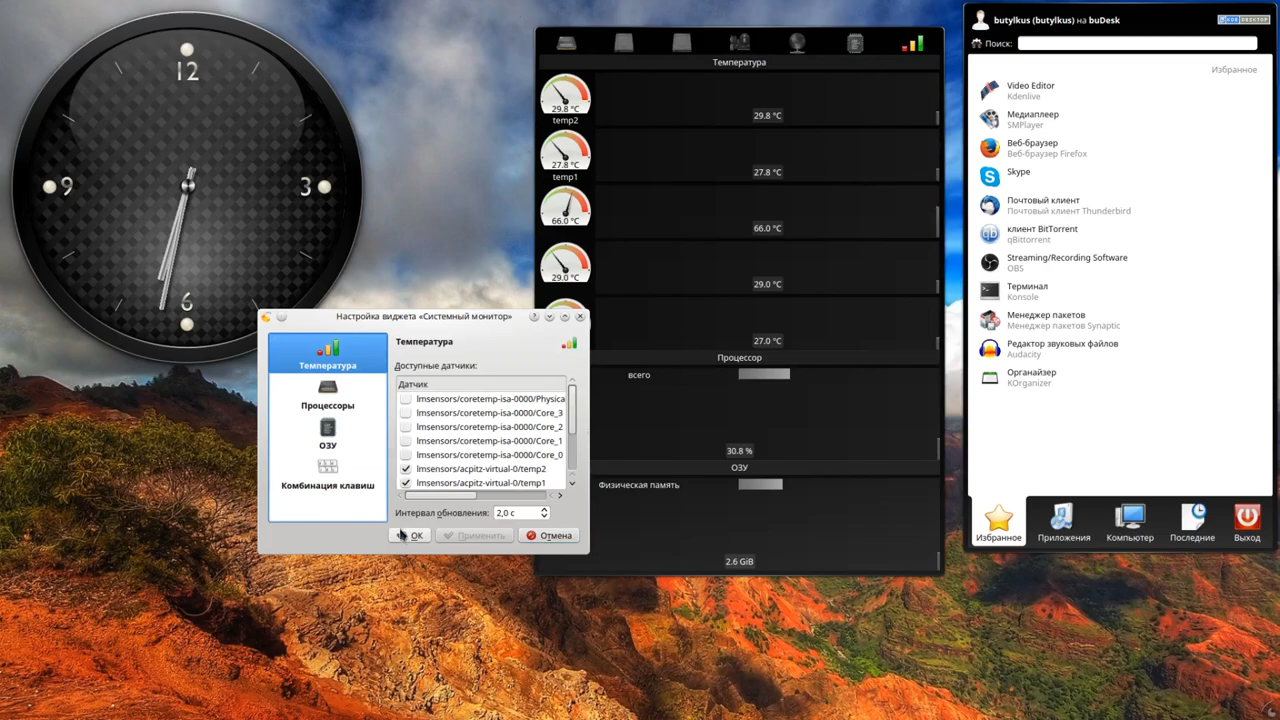 12
9
3
6
Температура
29.8 °C
temp2
29.8 °C
27.8 °C
temp1
27.8 °C
66.0 °C
66.0 °C
29.0 °C
29.0 °C
27.0 °C
Процессор
всего
30.8 %
ОЗУ
Физическая память
2.6 GiB
Настройка виджета «Системный монитор»
?
Температура
Процессоры
ОЗУ
Комбинация клавиш
Температура
Доступные датчики:
Датчик
lmsensors/coretemp-isa-0000/Physica
lmsensors/coretemp-isa-0000/Core_3
lmsensors/coretemp-isa-0000/Core_2
lmsensors/coretemp-isa-0000/Core_1
lmsensors/coretemp-isa-0000/Core_0
lmsensors/acpitz-virtual-0/temp2
lmsensors/acpitz-virtual-0/temp1
Интервал обновления: 2,0 с
OK
Применить
Отмена
butylkus (butylkus) на buDesk
Поиск:
Избранное
Video Editor
Kdenlive
Медиаплеер
SMPlayer
Веб-браузер
Веб-браузер Firefox
Skype
Почтовый клиент
Почтовый клиент Thunderbird
клиент BitTorrent
qBittorrent
Streaming/Recording Software
OBS
Терминал
Konsole
Менеджер пакетов
Менеджер пакетов Synaptic
Редактор звуковых файлов
Audacity
Органайзер
KOrganizer
Избранное
Приложения
Компьютер
Последние
Выход